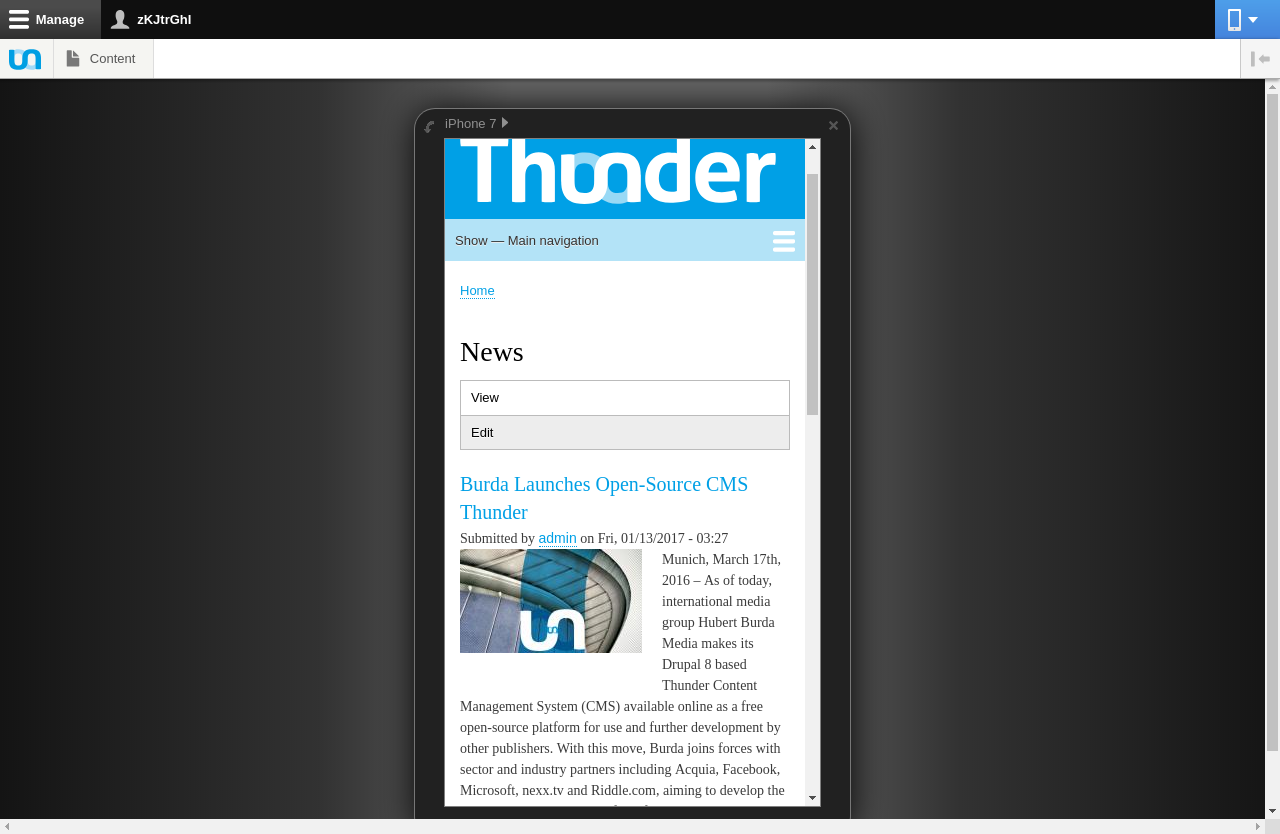 Manage
zKJtrGhl
Content
iPhone 7
Thunder
Show — Main navigation
Home
News
View
Edit
Burda Launches Open-Source CMS
Thunder
Submitted by admin on Fri, 01/13/2017 - 03:27
Munich, March 17th,
2016 – As of today,
international media
group Hubert Burda
Media makes its
Drupal 8 based
Thunder Content
Management System (CMS) available online as a free
open-source platform for use and further development by
other publishers. With this move, Burda joins forces with
sector and industry partners including Acquia, Facebook,
Microsoft, nexx.tv and Riddle.com, aiming to develop the